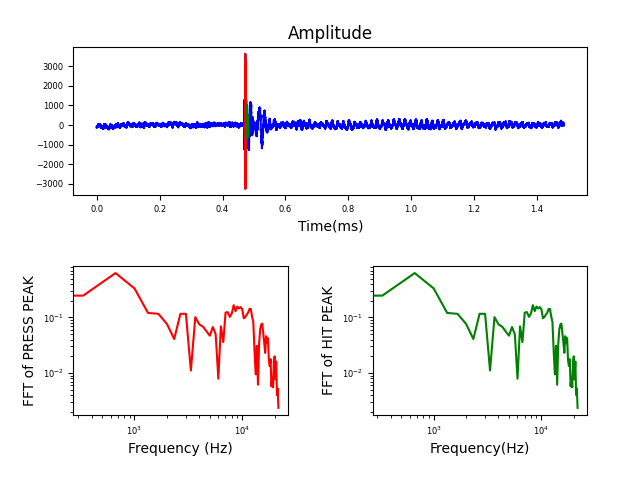 Amplitude
3000
2000
1000
0
−1000
−2000
−3000
0.0 0.2 0.4 0.6 0.8 1.0 1.2 1.4
Time(ms)
FFT of PRESS PEAK
10⁻¹
10⁻²
10³ 10⁴
Frequency (Hz)
FFT of HIT PEAK
10⁻¹
10⁻²
10³ 10⁴
Frequency(Hz)